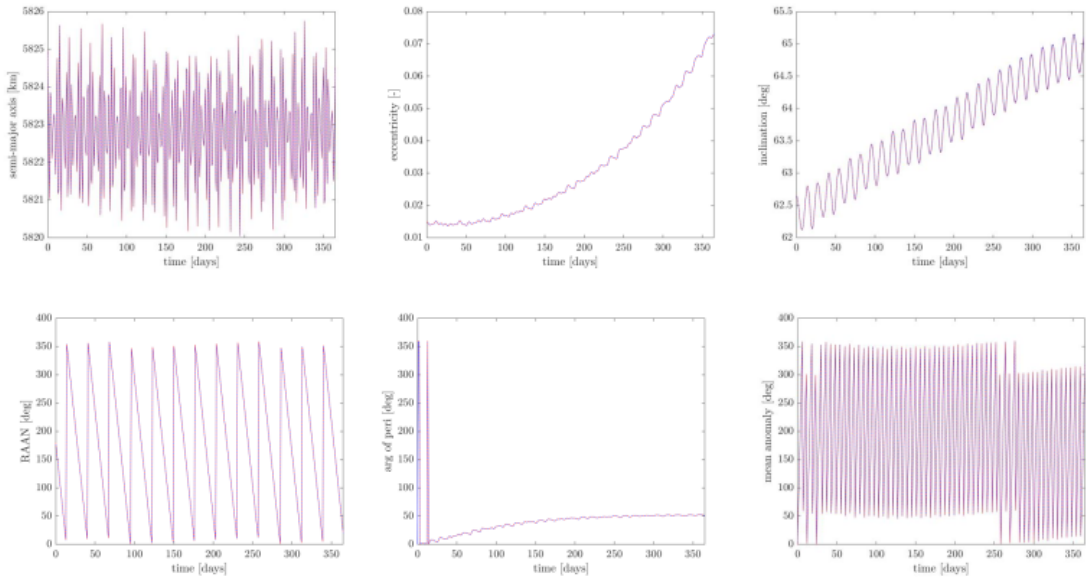 5826
5825
5824
5823
5822
5821
5820
semi-major axis [km]
0 50 100 150 200 250 300 350
time [days]
0.08
0.07
0.06
0.05
0.04
0.03
0.02
0.01
eccentricity [-]
0 50 100 150 200 250 300 350
time [days]
65.5
65
64.5
64
63.5
63
62.5
62
inclination [deg]
0 50 100 150 200 250 300 350
time [days]
400
350
300
250
200
150
100
50
0
RAAN [deg]
0 50 100 150 200 250 300 350
time [days]
400
350
300
250
200
150
100
50
0
arg of peri [deg]
0 50 100 150 200 250 300 350
time [days]
400
350
300
250
200
150
100
50
0
mean anomaly [deg]
0 50 100 150 200 250 300 350
time [days]